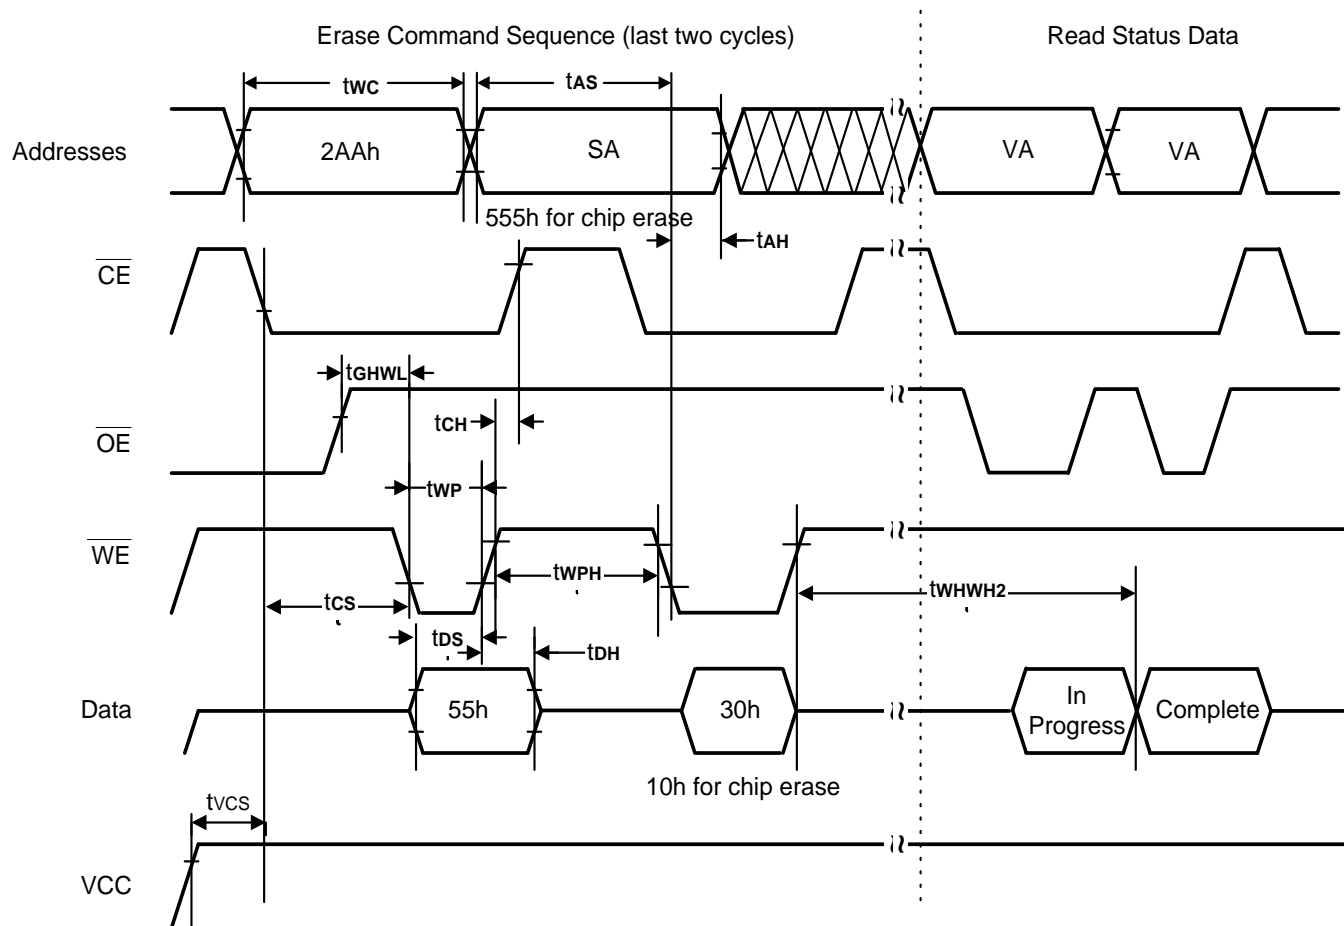 Erase Command Sequence (last two cycles)
Read Status Data
tWC
tAS
Addresses
2AAh
SA
VA
VA
555h for chip erase
tAH
CE
tGHWL
tCH
OE
tWP
WE
tWPH
tWHWH2
tCS
tDS
tDH
Data
55h
30h
In
Progress
Complete
10h for chip erase
tVCS
VCC